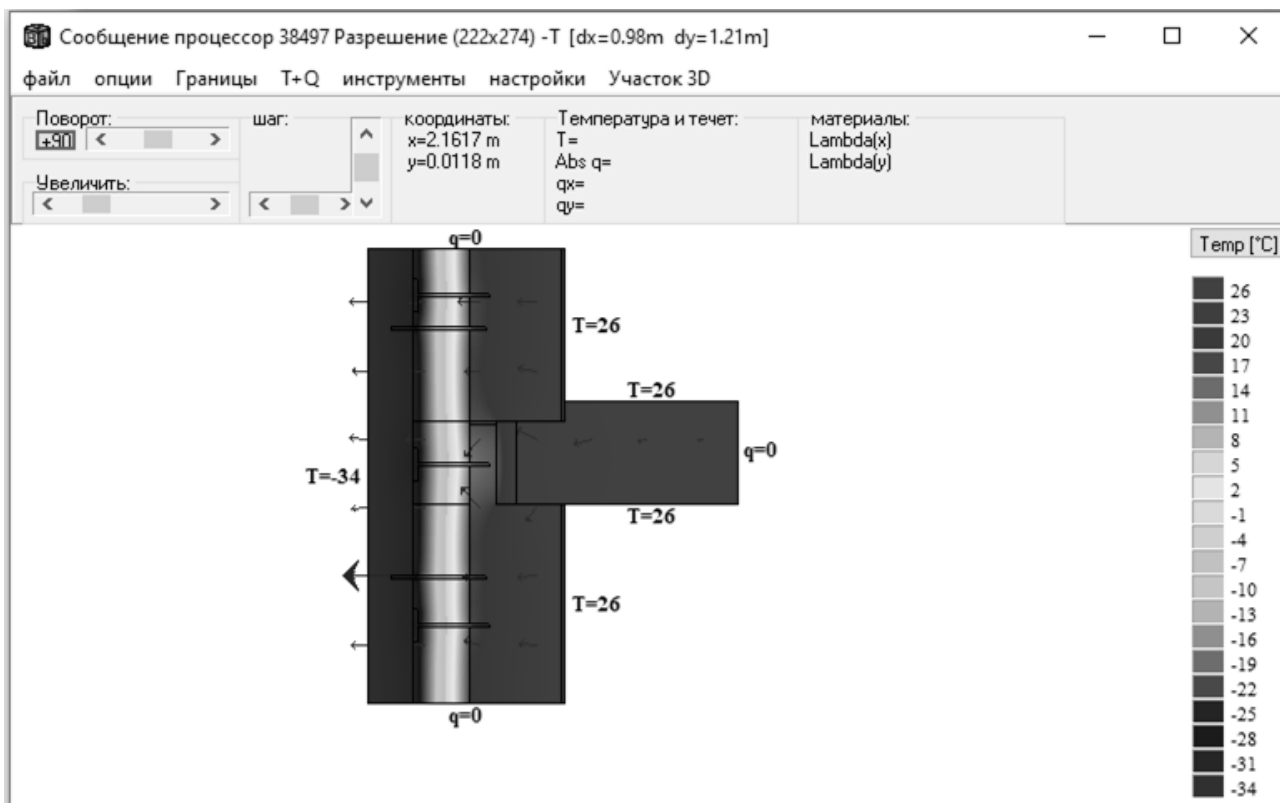 Сообщение процессор 38497 Разрешение (222x274) -T [dx=0.98m dy=1.21m]
файл опции Границы T+Q инструменты настройки Участок 3D
Поворот: шаг: координаты: Температура и течет: материалы:
+90 x=2.1617 m T= Lambda(x)
y=0.0118 m Abs q= Lambda(y)
Увеличить: qx=
qy=
q=0
Temp [°C]
T=26
T=26
q=0
T=-34
T=26
T=26
q=0
26
23
20
17
14
11
8
5
2
-1
-4
-7
-10
-13
-16
-19
-22
-25
-28
-31
-34